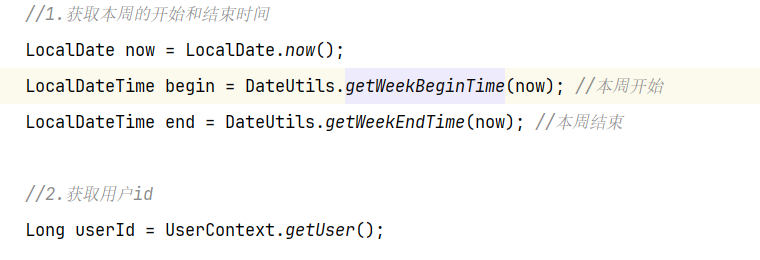 //1.获取本周的开始和结束时间
LocalDate now = LocalDate.now();
LocalDateTime begin = DateUtils.getWeekBeginTime(now); //本周开始
LocalDateTime end = DateUtils.getWeekEndTime(now); //本周结束
//2.获取用户id
Long userId = UserContext.getUser();